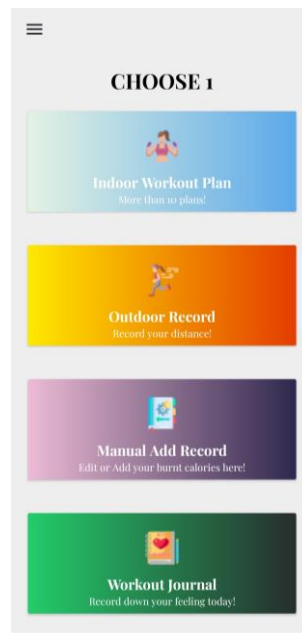 CHOOSE 1
Indoor Workout Plan
More than 10 plans!
Outdoor Record
Record your distance!
Manual Add Record
Edit or Add your burnt calories here!
Workout Journal
Record down your feeling today!